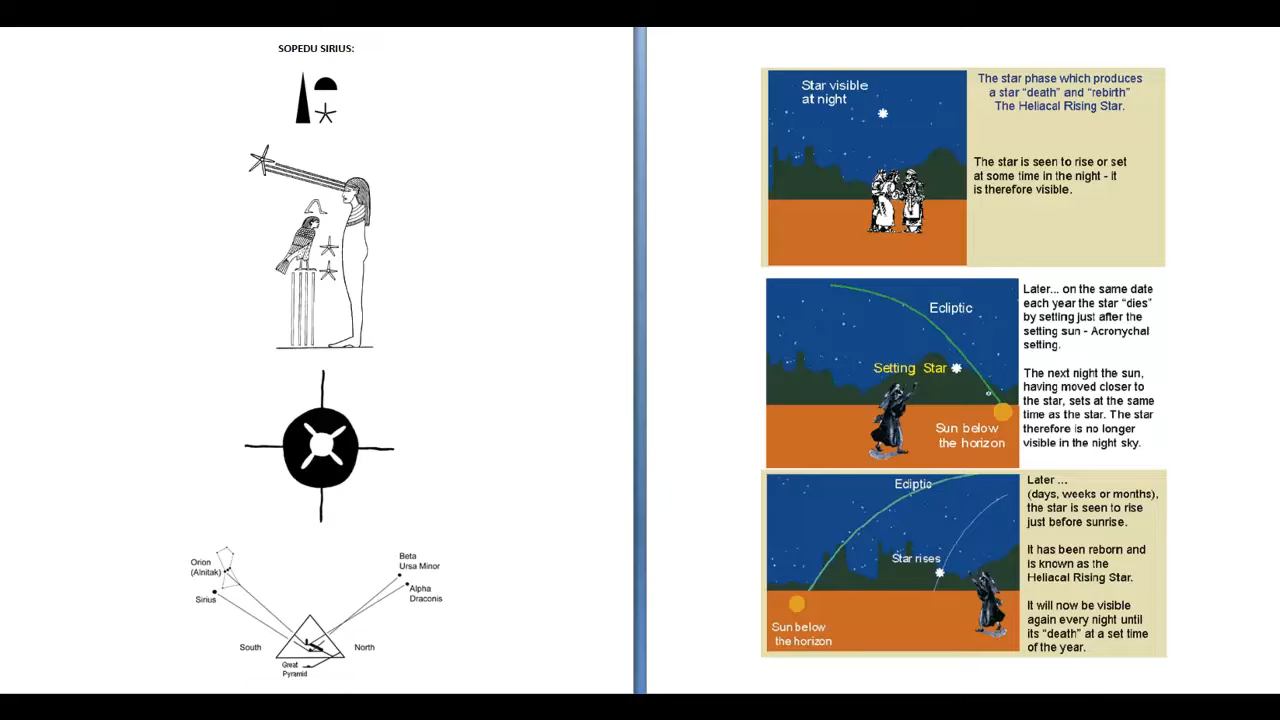 SOPEDU SIRIUS:
Orion
(Alnitak)
Sirius
Beta
Ursa Minor
Alpha
Draconis
South
North
Great
Pyramid
Star visible
at night
The star phase which produces
a star “death” and “rebirth”
The Heliacal Rising Star.
The star is seen to rise or set
at some time in the night - it
is therefore visible.
Ecliptic
Setting Star
Sun below
the horizon
Later... on the same date
each year the star “dies”
by setting just after the
setting sun - Acronychal
setting.
The next night the sun,
having moved closer to
the star, sets at the same
time as the star. The star
therefore is no longer
visible in the night sky.
Ecliptic
Star rises
Sun below
the horizon
Later ...
(days, weeks or months),
the star is seen to rise
just before sunrise.
It has been reborn and
is known as the
Heliacal Rising Star.
It will now be visible
again every night until
its “death” at a set time
of the year.